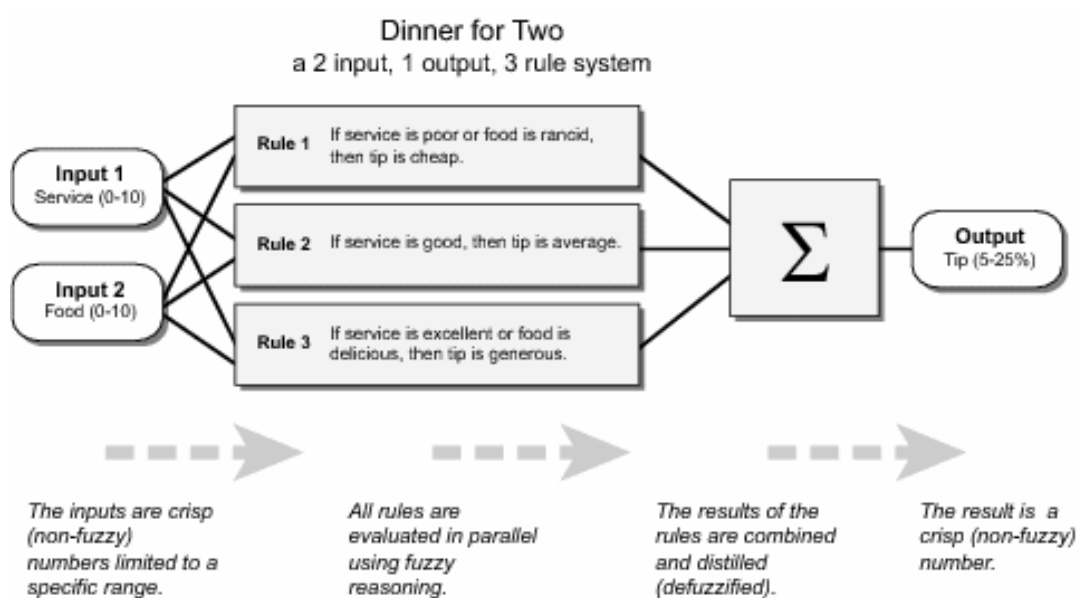 Dinner for Two
a 2 input, 1 output, 3 rule system
Input 1
Service (0-10)
Input 2
Food (0-10)
Rule 1 If service is poor or food is rancid,
then tip is cheap.
Rule 2 If service is good, then tip is average.
Rule 3 If service is excellent or food is
delicious, then tip is generous.
Σ
Output
Tip (5-25%)
The inputs are crisp
(non-fuzzy)
numbers limited to a
specific range.
All rules are
evaluated in parallel
using fuzzy
reasoning.
The results of the
rules are combined
and distilled
(defuzzified).
The result is a
crisp (non-fuzzy)
number.